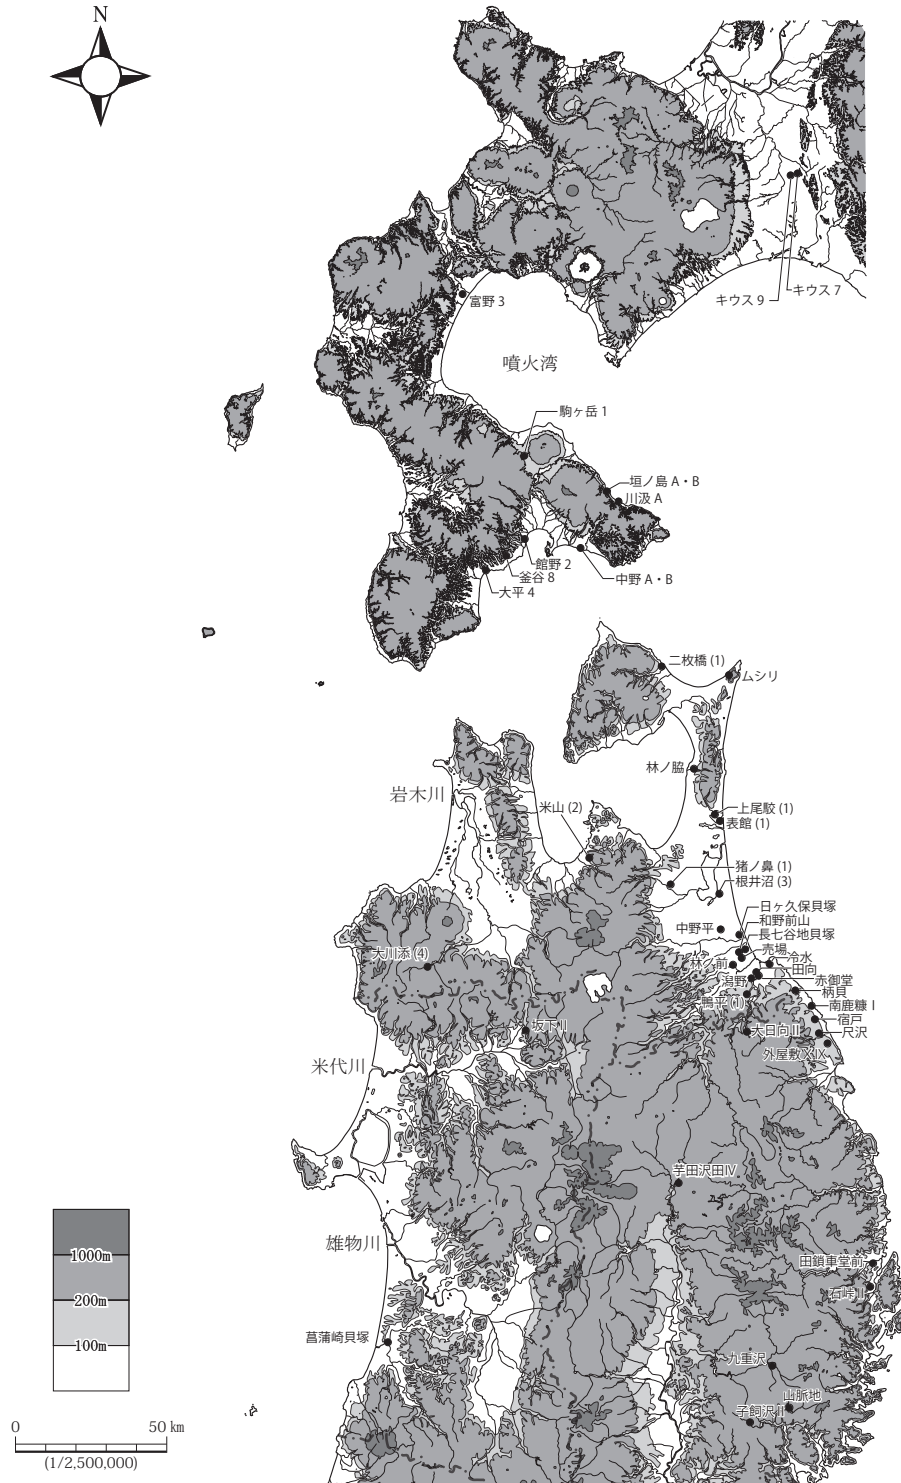 N
キウス 9
キウス 7
富野 3
噴火湾
駒ヶ岳 1
垣ノ島 A・B
川汲 A
館野 2
釜谷 8
中野 A・B
大平 4
二枚橋 (1)
ムシリ
林ノ脇
岩木川
米山 (2)
上尾駮 (1)
表館 (1)
猪ノ鼻 (1)
根井沼 (3)
日ヶ久保貝塚
和野前山
中野平
長七谷地貝塚
売場
大川添 (4)
林ノ前
冷水
田向
潟野
赤御堂
柄貝
鴨平 (1)
南鹿糠 I
宿戸
坂下 II
大日向 II
尺沢
外屋敷 XIX
米代川
芋田沢田 IV
雄物川
1000m
田鎖車堂前
石峠 II
200m
100m
菖蒲崎貝塚
九重沢
山脈地
子飼沢 II
0 50 km
(1/2,500,000)